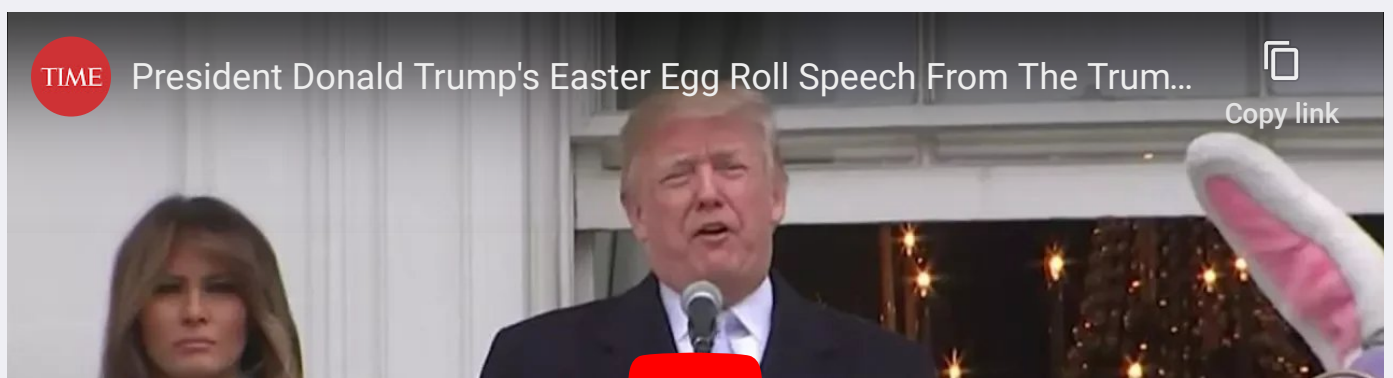 TIME
President Donald Trump's Easter Egg Roll Speech From The Trum...
Copy link